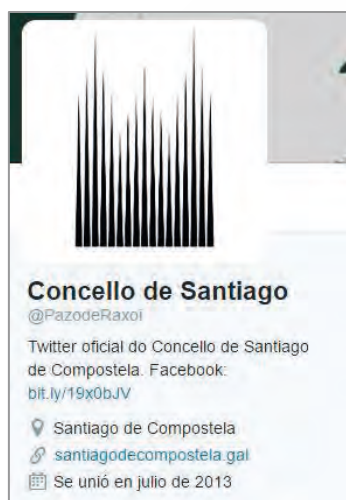 Concello de Santiago
@PazodeRaxoi
Twitter oficial do Concello de Santiago
de Compostela. Facebook:
bit.ly/19x0bJV
Santiago de Compostela
santiagodecompostela.gal
Se unió en julio de 2013